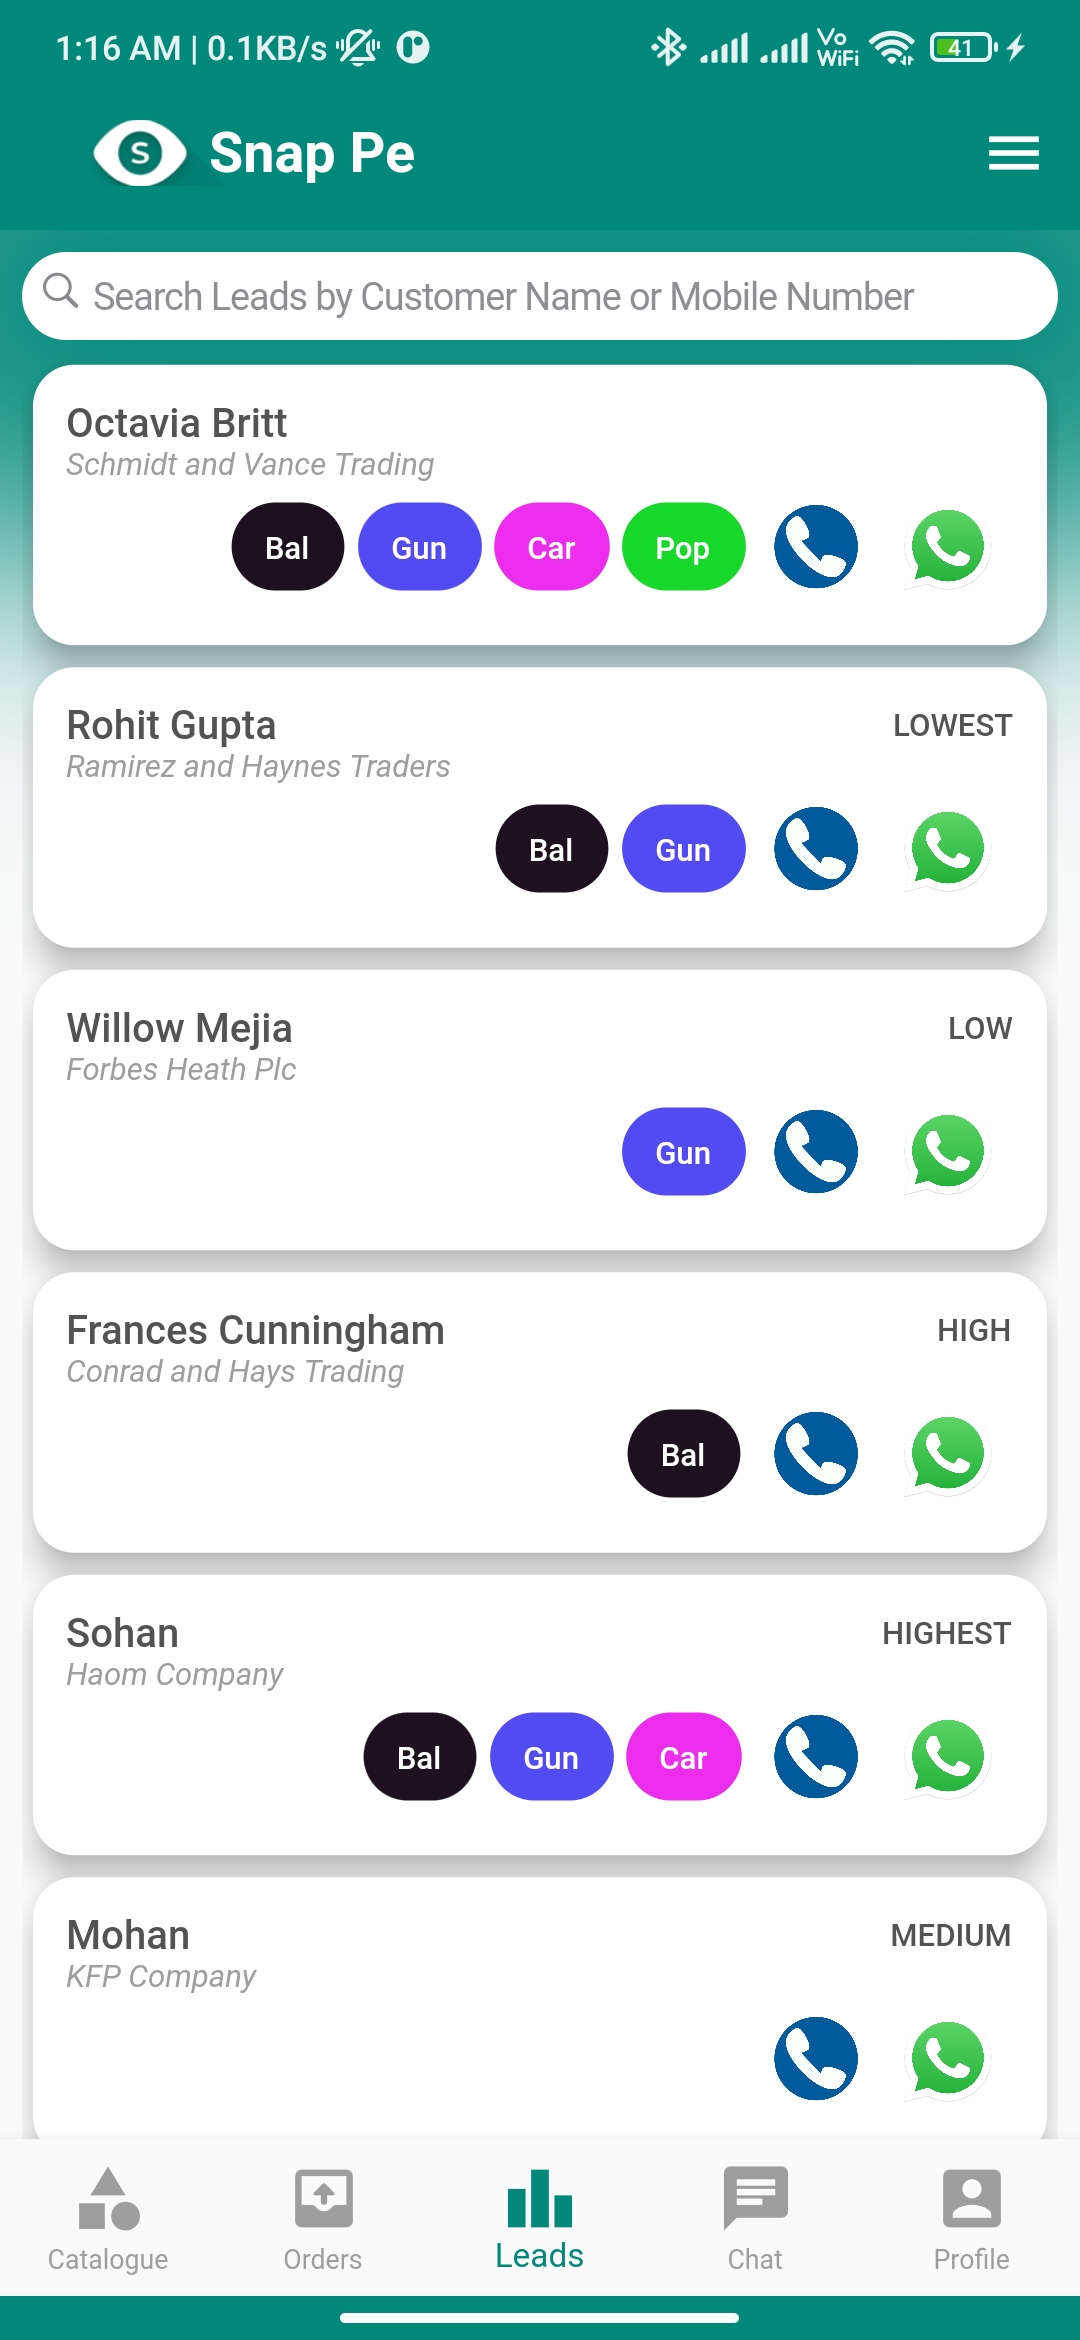 1:16 AM | 0.1KB/s
Vo
WiFi
41
S
Snap Pe
Search Leads by Customer Name or Mobile Number
Octavia Britt
Schmidt and Vance Trading
Bal Gun Car Pop
Rohit Gupta LOWEST
Ramirez and Haynes Traders
Bal Gun
Willow Mejia LOW
Forbes Heath Plc
Gun
Frances Cunningham HIGH
Conrad and Hays Trading
Bal
Sohan HIGHEST
Haom Company
Bal Gun Car
Mohan MEDIUM
KFP Company
Catalogue Orders Leads Chat Profile